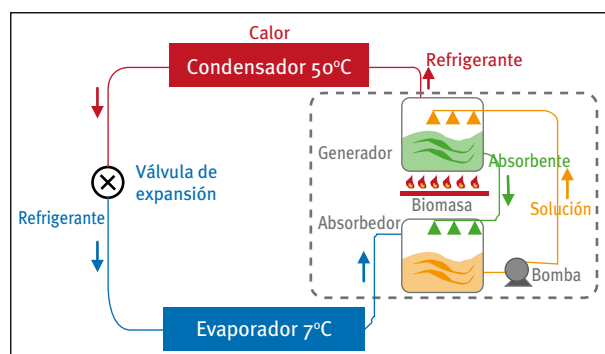 Calor
Condensador 50ºC
Refrigerante
Generador
Absorbente
Válvula de
expansión
Biomasa
Solución
Refrigerante
Absorbedor
Bomba
Evaporador 7ºC